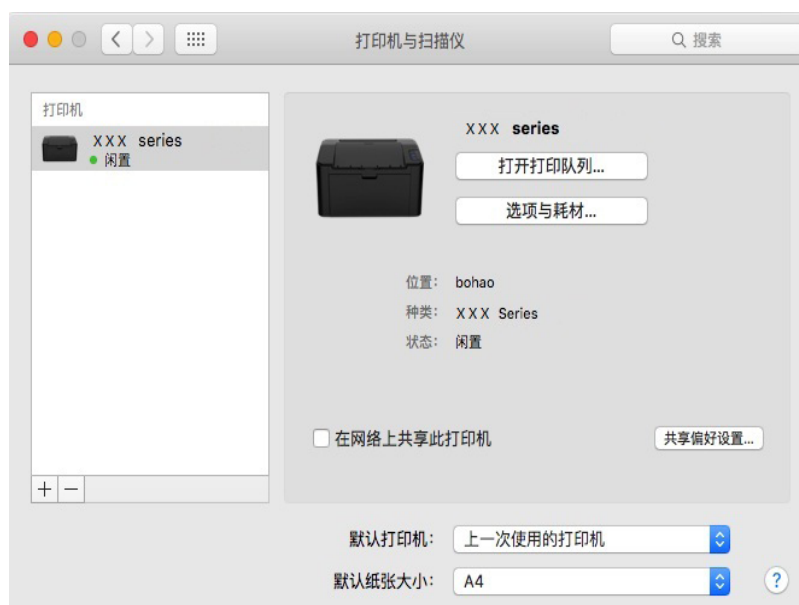 打印机与扫描仪
搜索
打印机
XXX series
闲置
XXX series
打开打印队列...
选项与耗材...
位置: bohao
种类: XXX Series
状态: 闲置
在网络上共享此打印机
共享偏好设置...
+ −
默认打印机: 上一次使用的打印机
默认纸张大小: A4
?